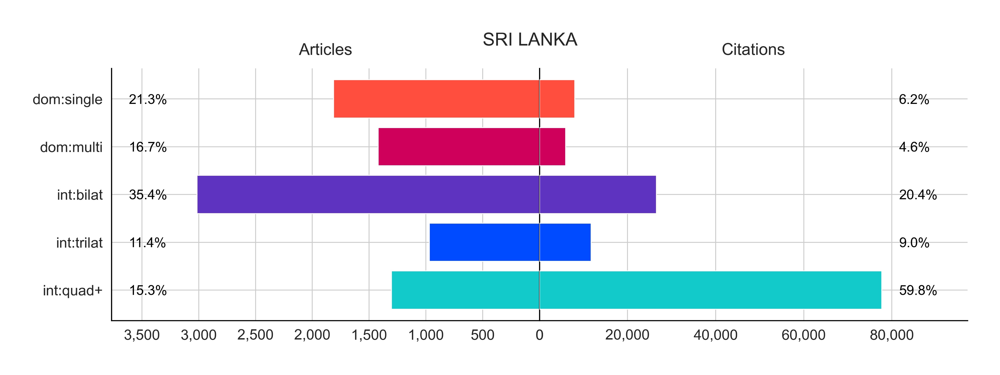 SRI LANKA
Articles Citations
dom:single 21.3% 6.2%
dom:multi 16.7% 4.6%
int:bilat 35.4% 20.4%
int:trilat 11.4% 9.0%
int:quad+ 15.3% 59.8%
3,500 3,000 2,500 2,000 1,500 1,000 500 0 20,000 40,000 60,000 80,000